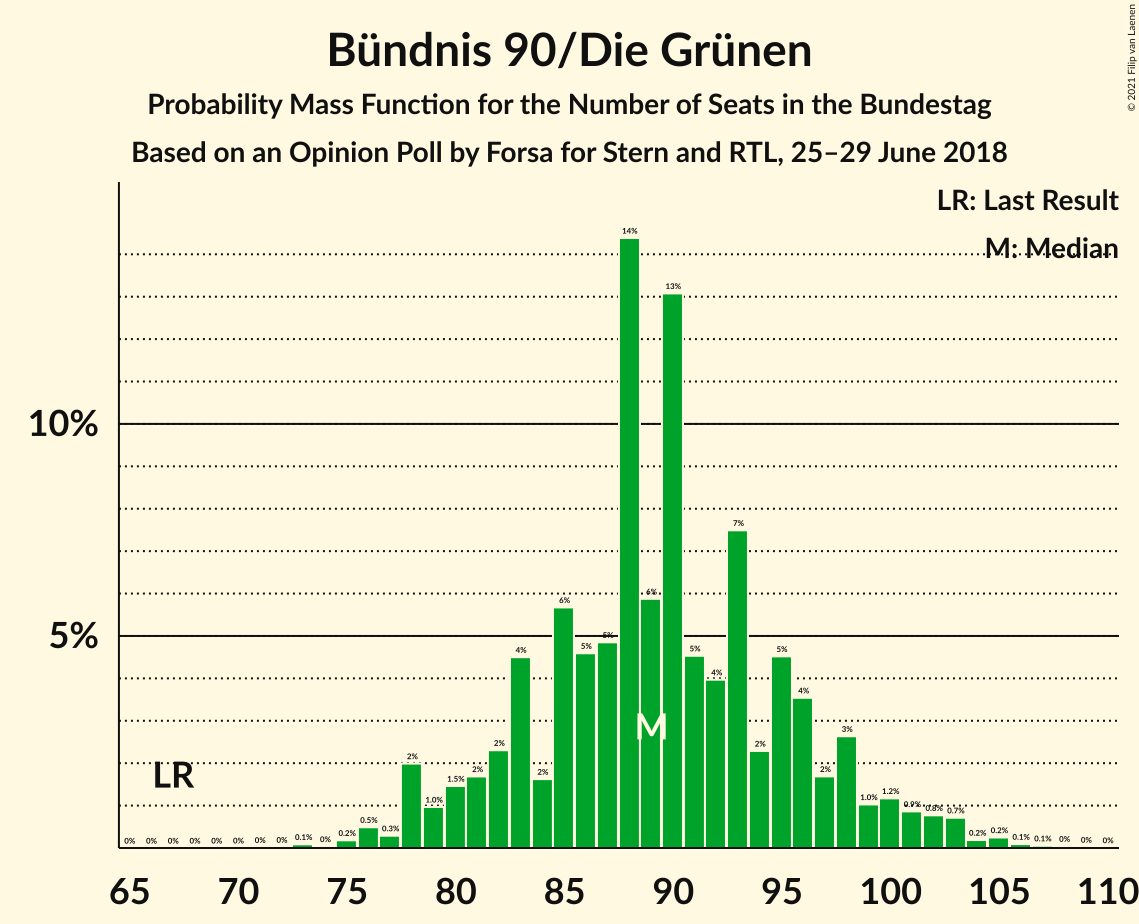 Bündnis 90/Die Grünen
Probability Mass Function for the Number of Seats in the Bundestag
Based on an Opinion Poll by Forsa for Stern and RTL, 25–29 June 2018
© 2021 Filip van Laenen
LR: Last Result
M: Median
10%
5%
0% 0% 0% 0% 0% 0% 0% 0% 0.1% 0% 0.2% 0.5% 0.3% 2% 1.0% 1.5% 2% 2% 4% 2% 6% 5% 5% 14% 6% 13% 5% 4% 7% 2% 5% 4% 2% 3% 1.0% 1.2% 0.9% 0.8% 0.7% 0.2% 0.2% 0.1% 0.1% 0% 0% 0%
LR
M
65 70 75 80 85 90 95 100 105 110